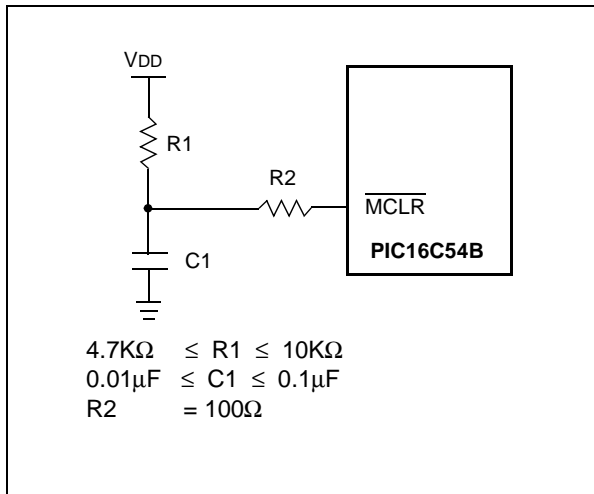 VDD
R1
R2
MCLR
PIC16C54B
C1
4.7KΩ ≤ R1 ≤ 10KΩ
0.01µF ≤ C1 ≤ 0.1µF
R2 = 100Ω